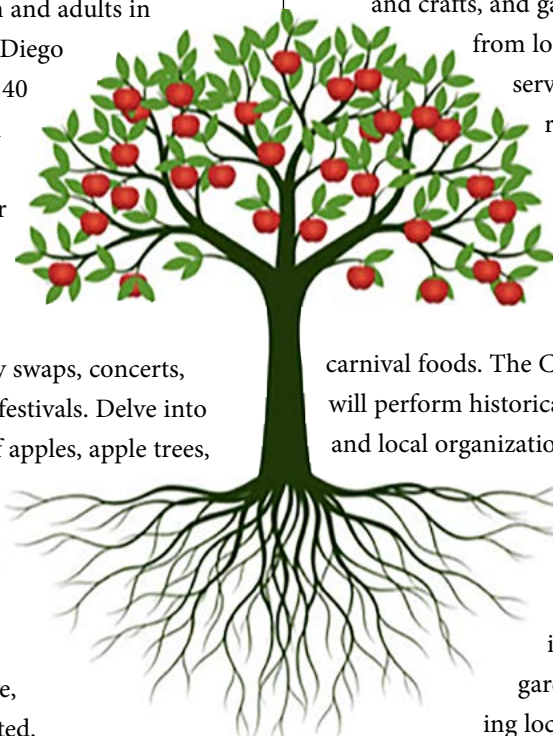 n and adults in
Diego
40
r
y swaps, concerts,
festivals. Delve into
f apples, apple trees,
e,
ted.
and crafts, and ga
from lo
serv
r
carnival foods. The C
will perform historica
and local organizatio
i
gar
ing loc